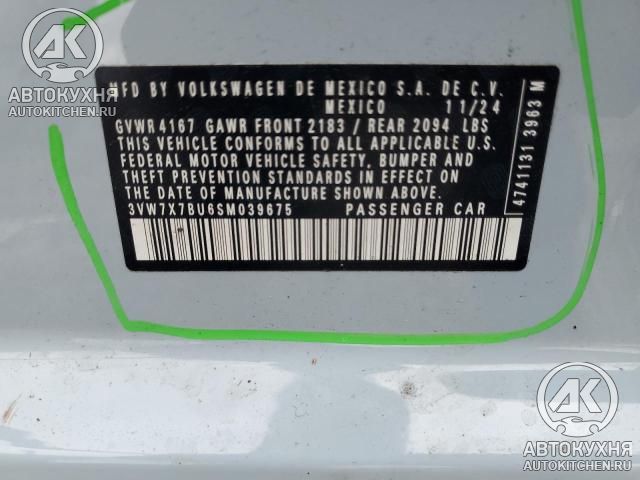 MFD BY VOLKSWAGEN DE MEXICO S.A. DE C.V.
MEXICO 11/24
GVWR 4167 GAWR FRONT 2183 / REAR 2094 LBS
THIS VEHICLE CONFORMS TO ALL APPLICABLE U.S.
FEDERAL MOTOR VEHICLE SAFETY, BUMPER AND
THEFT PREVENTION STANDARDS IN EFFECT ON
THE DATE OF MANUFACTURE SHOWN ABOVE.
3VW7X7BU6SM039675 PASSENGER CAR
4741131 3963 M
АК
АВТОКУХНЯ
AUTOKITCHEN.RU
АК
АВТОКУХНЯ
AUTOKITCHEN.RU